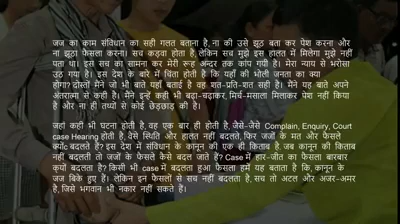 जज का काम संविधान का सही गलत बताना है, ना की उसे झूठ बता कर पेश करना और
ना झूठा फैसला करना। सच कड़वा होता है, लेकिन सच मुझे इस हालत में मिलेगा मुझे नहीं
पता था। इस सच का सामना कर मेरी रूह अन्दर तक कांप गयी है। मेरा न्याय से भरोसा
उठ गया है। इस देश के बारे में चिंता होती है कि यहाँ की भोली जनता का क्या
होगा? दोस्तों मैंने जो भी बातें यहाँ बताई है वह शत-प्रति-शत सही है। मैंने यह बातें अपने
अंतरात्मा से कही है। मैंने इन्हें कहीं भी बढ़ा-चढ़ाकर, मिर्च-मसाला मिलाकर पेश नहीं किया
है और ना ही तथ्यों से कोई छेड़छाड़ की है।
जहां कहीं भी घटना होती है, वह एक बार ही होती है, जैसे-जैसे Complain, Enquiry, Court
case Hearing होती है, वैसे स्थिति और हालत नहीं बदलते, फिर जजों के मत और फैसले
क्यों बदलते है? इस देश में संविधान के कानून की एक ही किताब है. जब कानून की किताब
नहीं बदलती तो जजों के फैसले कैसे बदल जाते हैं? Case में हार-जीत का फैसला बारबार
क्यों बदलता है? किसी भी case में बदलता हुआ फैसला हमें यह बताता है कि, कानून के
जज बिके हुए हैं। लेकिन इन फैसलों से सच नहीं बदलता है, सच तो अटल और अजर-अमर
है, जिसे भगवान भी नकार नहीं सकते हैं।